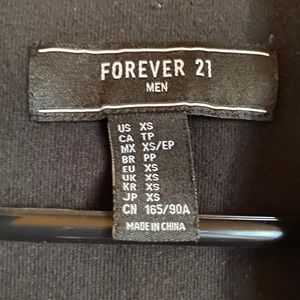 FOREVER 21
MEN
US XS
CA TP
MX XS/EP
BR PP
EU XS
UK XS
KR XS
JP XS
CN 165/90A
MADE IN CHINA